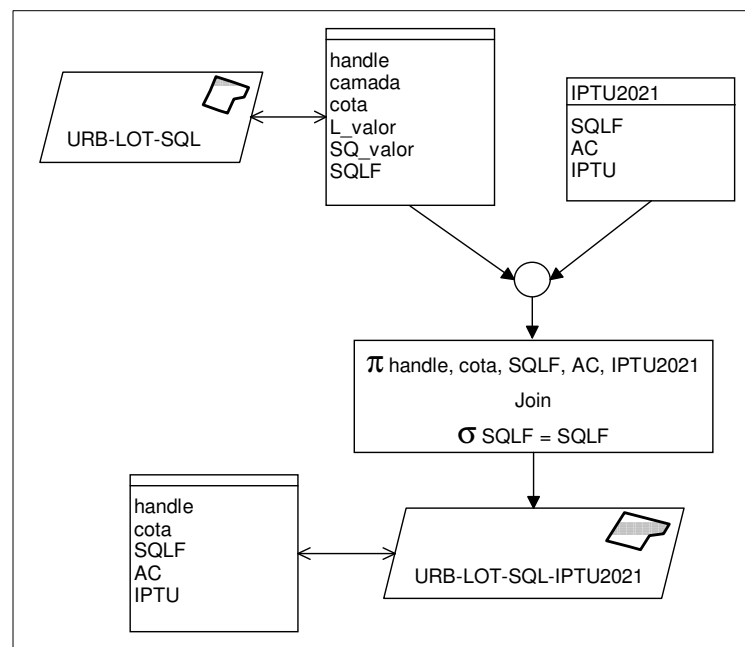 URB-LOT-SQL
handle
camada
cota
L_valor
SQ_valor
SQLF
IPTU2021
SQLF
AC
IPTU
π handle, cota, SQLF, AC, IPTU2021
Join
σ SQLF = SQLF
handle
cota
SQLF
AC
IPTU
URB-LOT-SQL-IPTU2021